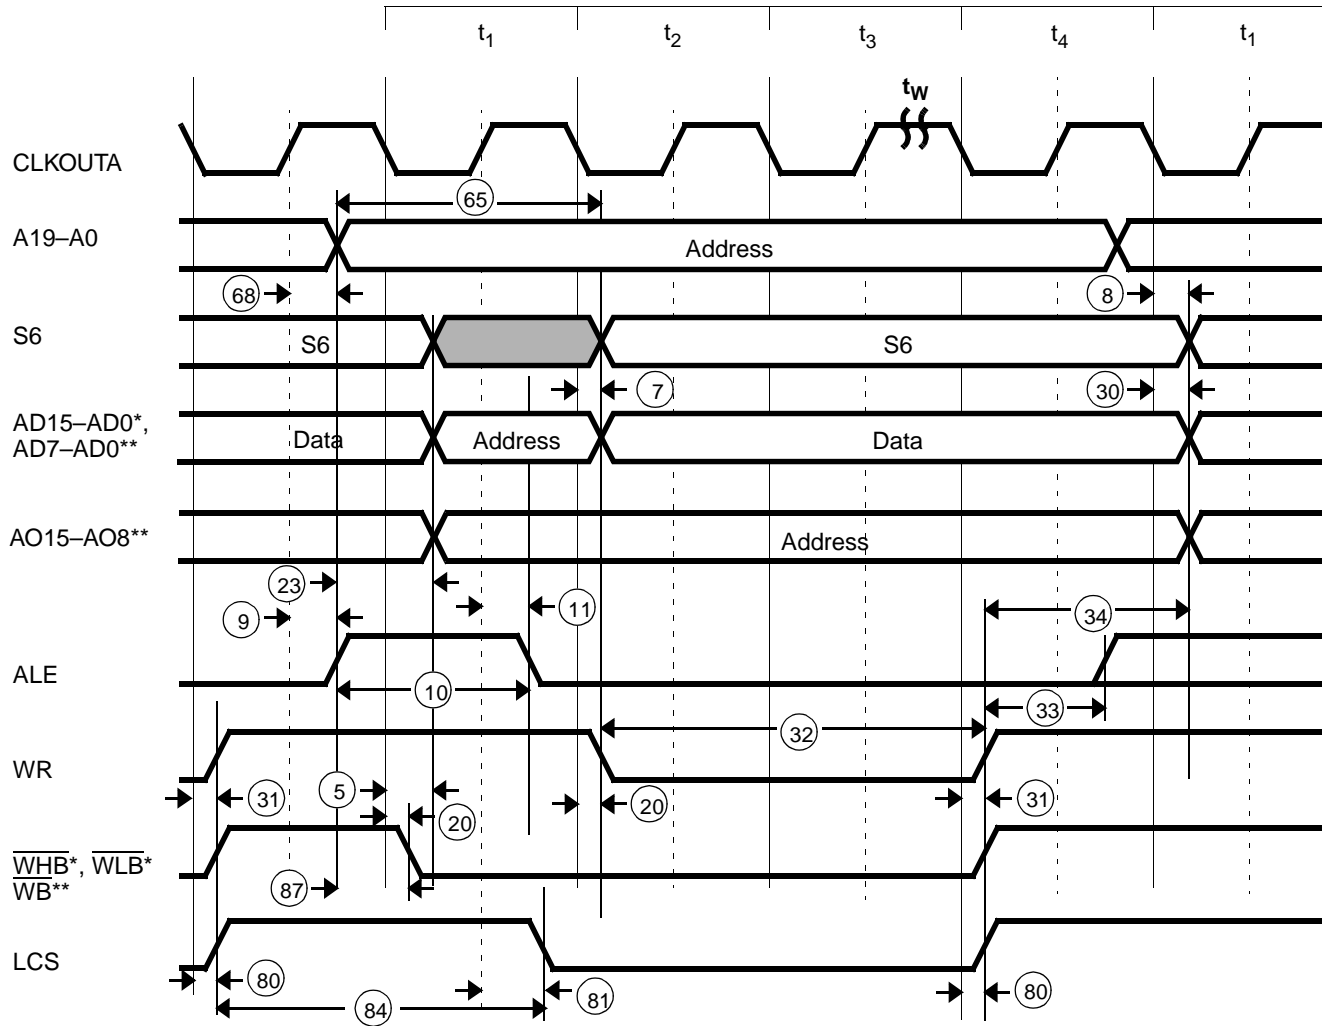 t1 t2 t3 t4 t1
tW
CLKOUTA
65
A19–A0 Address
68 8
S6 S6 S6
7 30
AD15–AD0*,
AD7–AD0** Data Address Data
AO15–AO8** Address
23
9 11 34
ALE
10 33
32
WR
31 5 20 20 31
WHB*, WLB*
WB**
87
LCS
80 84 81 80